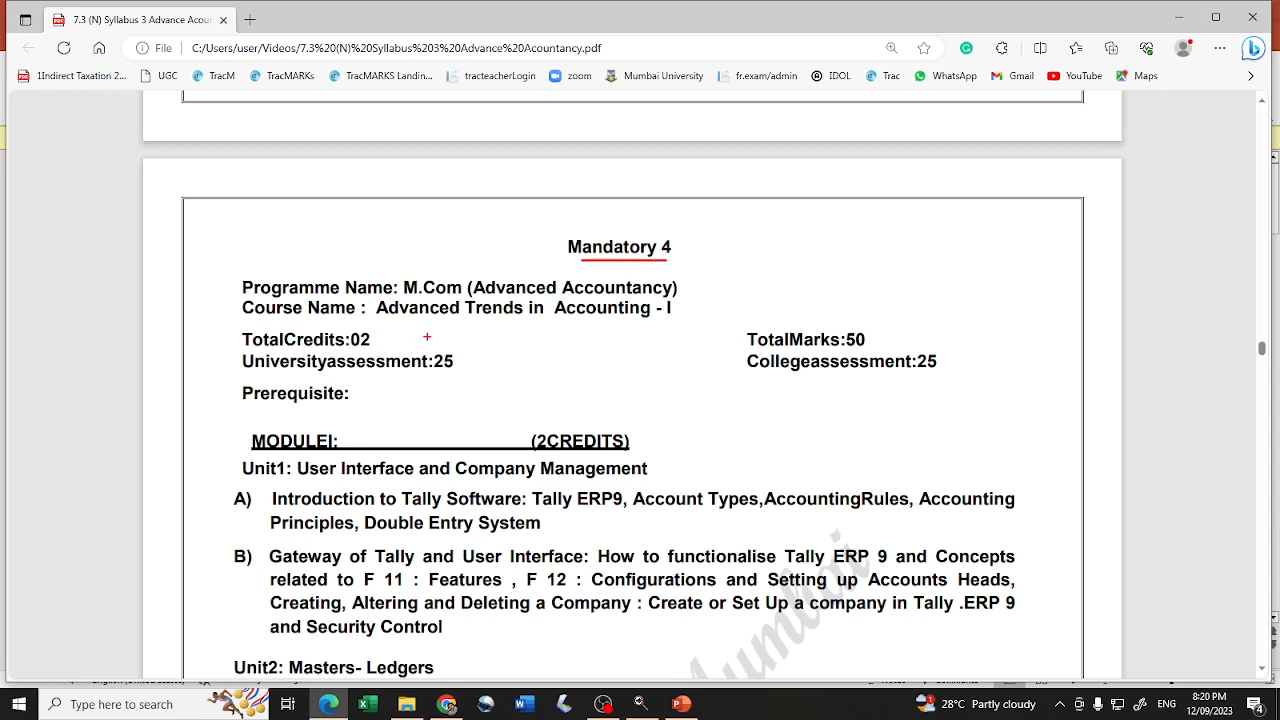 7.3 (N) Syllabus 3 Advance Accou
File
C:/Users/user/Videos/7.3%20(N)%20Syllabus%203%20Advance%20Acountancy.pdf
1Indirect Taxation 2...
UGC
TracM
TracMARKS
TracMARKS Landin...
tracteacherLogin
zoom
Mumbai University
fr.exam/admin
IDOL
Trac
WhatsApp
Gmail
YouTube
Maps
Mandatory 4
Programme Name: M.Com (Advanced Accountancy)
Course Name : Advanced Trends in Accounting - I
TotalCredits:02 TotalMarks:50
Universityassessment:25 Collegeassessment:25
Prerequisite:
MODULEI: (2CREDITS)
Unit1: User Interface and Company Management
A) Introduction to Tally Software: Tally ERP9, Account Types,AccountingRules, Accounting
Principles, Double Entry System
B) Gateway of Tally and User Interface: How to functionalise Tally ERP 9 and Concepts
related to F 11 : Features , F 12 : Configurations and Setting up Accounts Heads,
Creating, Altering and Deleting a Company : Create or Set Up a company in Tally .ERP 9
and Security Control
Mumbai
Unit2: Masters- Ledgers
Type here to search
28°C Partly cloudy
ENG
8:20 PM
12/09/2023
4